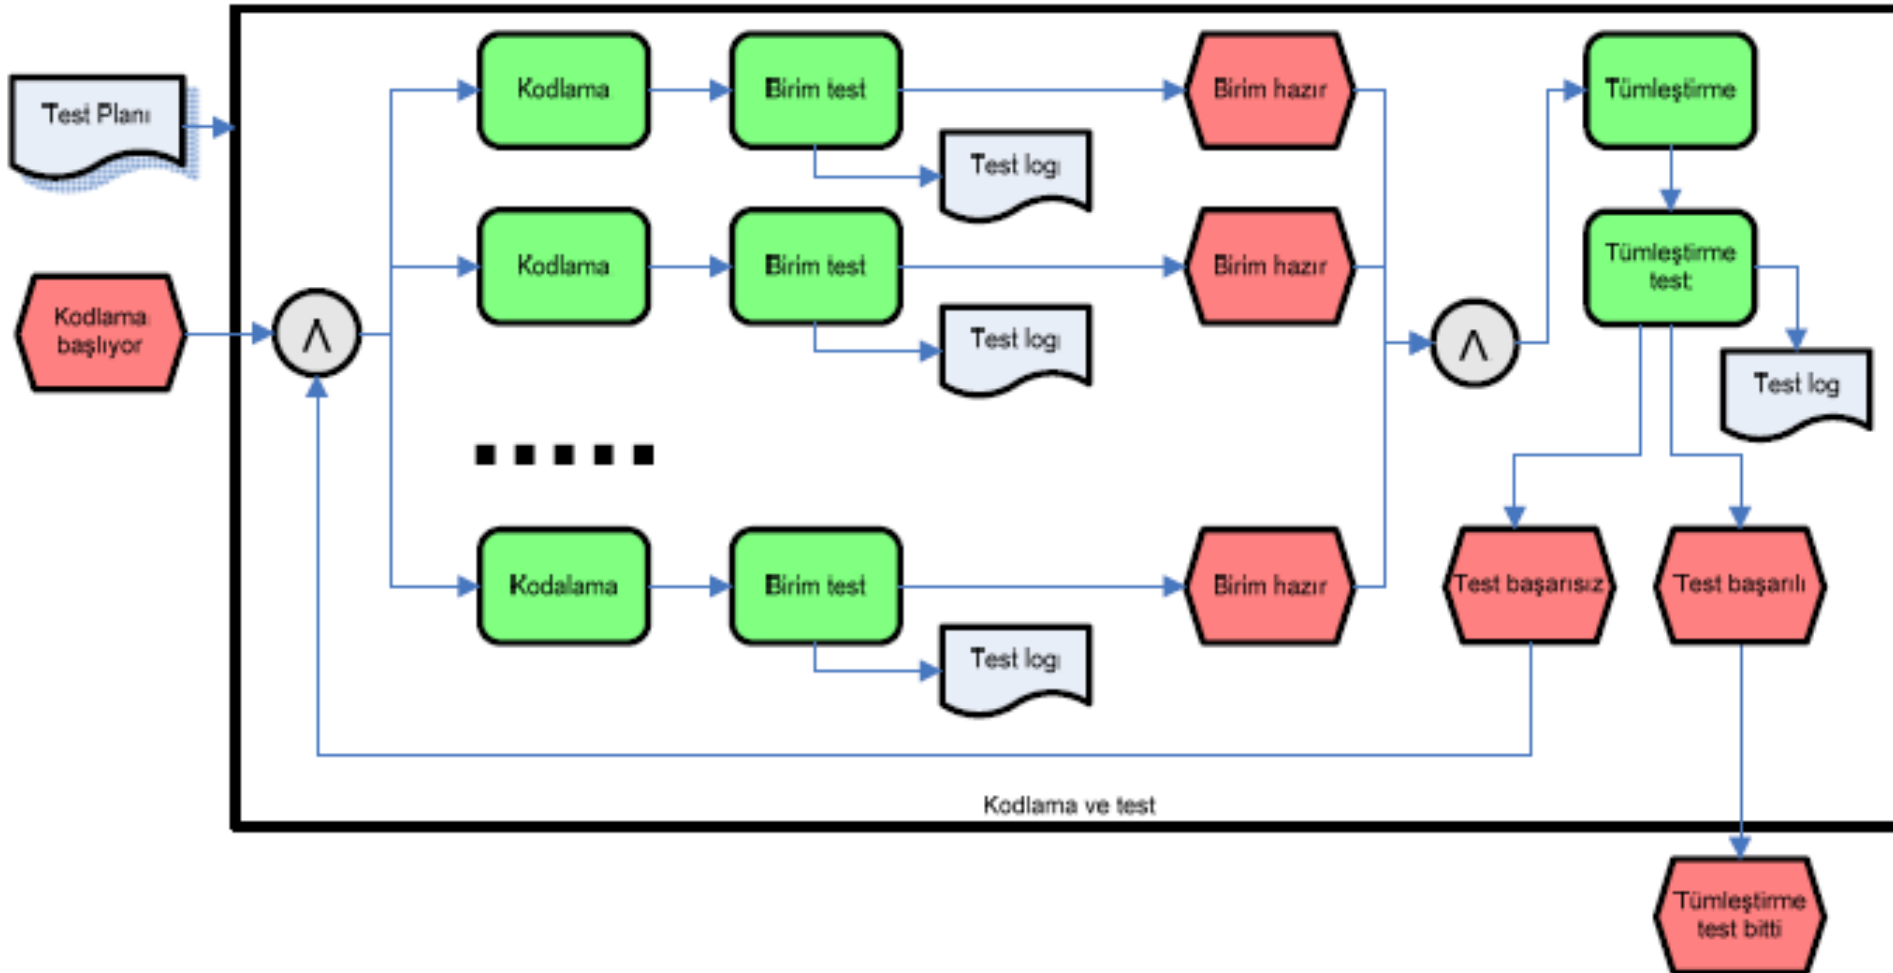 Test Planı
Kodlama
başlıyor
Λ
Kodlama
Birim test
Test logı
Birim hazır
Kodlama
Birim test
Test logı
Birim hazır
Kodalama
Birim test
Test logı
Birim hazır
Λ
Tümleştirme
Tümleştirme
test
Test log
Test başarısız
Test başarılı
Kodlama ve test
Tümleştirme
test bitti